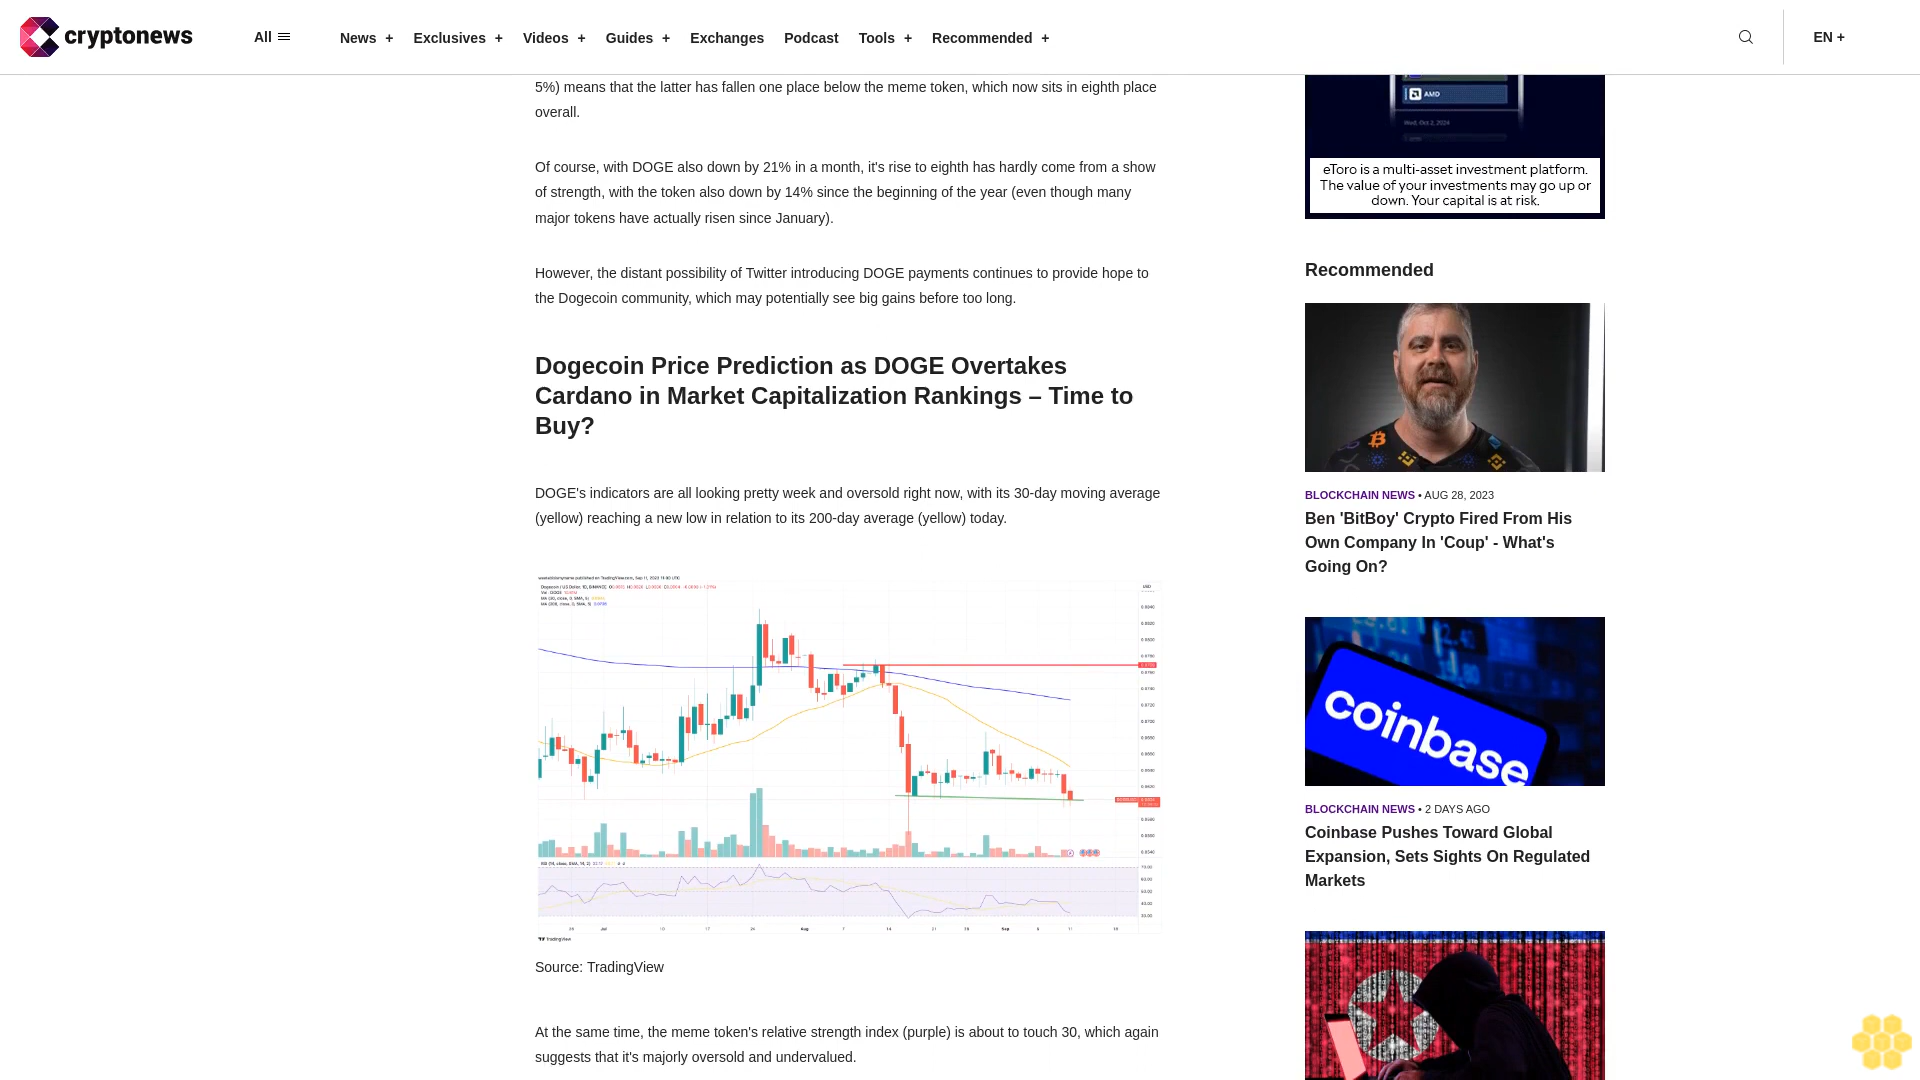 cryptonews
All
News +
Exclusives +
Videos +
Guides +
Exchanges
Podcast
Tools +
Recommended +
EN +
5%) means that the latter has fallen one place below the meme token, which now sits in eighth place
overall.
Of course, with DOGE also down by 21% in a month, it's rise to eighth has hardly come from a show
of strength, with the token also down by 14% since the beginning of the year (even though many
major tokens have actually risen since January).
However, the distant possibility of Twitter introducing DOGE payments continues to provide hope to
the Dogecoin community, which may potentially see big gains before too long.
Dogecoin Price Prediction as DOGE Overtakes
Cardano in Market Capitalization Rankings – Time to
Buy?
DOGE's indicators are all looking pretty week and oversold right now, with its 30-day moving average
(yellow) reaching a new low in relation to its 200-day average (yellow) today.
USD
Jul
Aug
Sep
TradingView
Source: TradingView
At the same time, the meme token's relative strength index (purple) is about to touch 30, which again
suggests that it's majorly oversold and undervalued.
AMD
Wed, Oct 2, 2024
eToro is a multi-asset investment platform.
The value of your investments may go up or
down. Your capital is at risk.
Recommended
BLOCKCHAIN NEWS • AUG 28, 2023
Ben 'BitBoy' Crypto Fired From His
Own Company In 'Coup' - What's
Going On?
coinbase
BLOCKCHAIN NEWS • 2 DAYS AGO
Coinbase Pushes Toward Global
Expansion, Sets Sights On Regulated
Markets